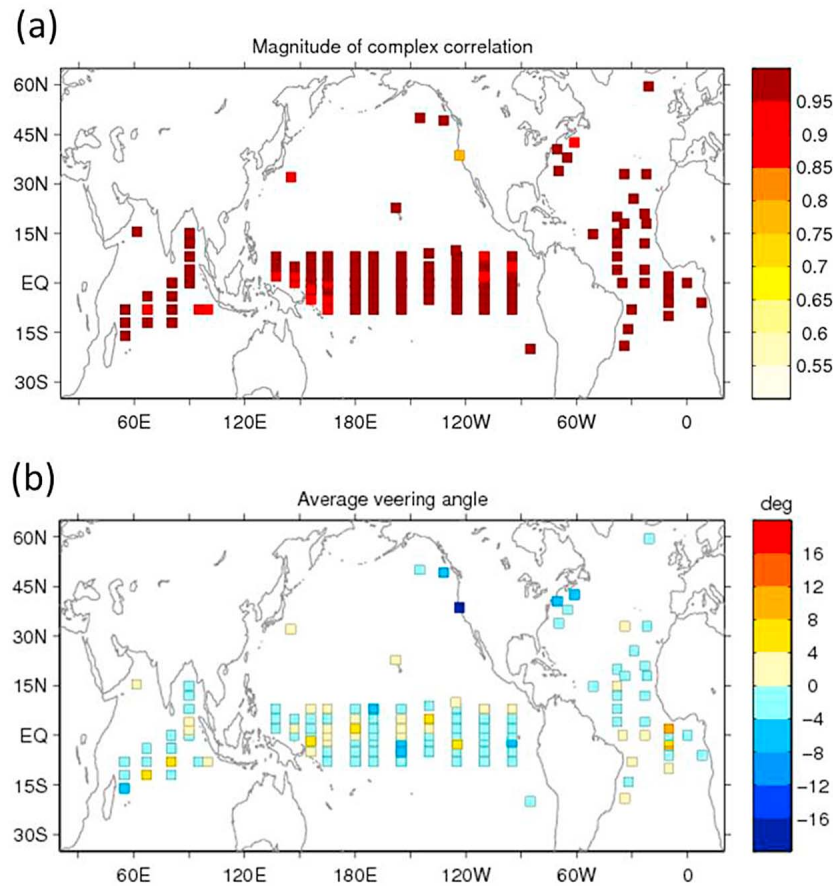 (a)
Magnitude of complex correlation
60N
45N
30N
15N
EQ
15S
30S
60E 120E 180E 120W 60W 0
0.95
0.9
0.85
0.8
0.75
0.7
0.65
0.6
0.55
(b)
Average veering angle
deg
60N
45N
30N
15N
EQ
15S
30S
60E 120E 180E 120W 60W 0
16
12
8
4
0
−4
−8
−12
−16